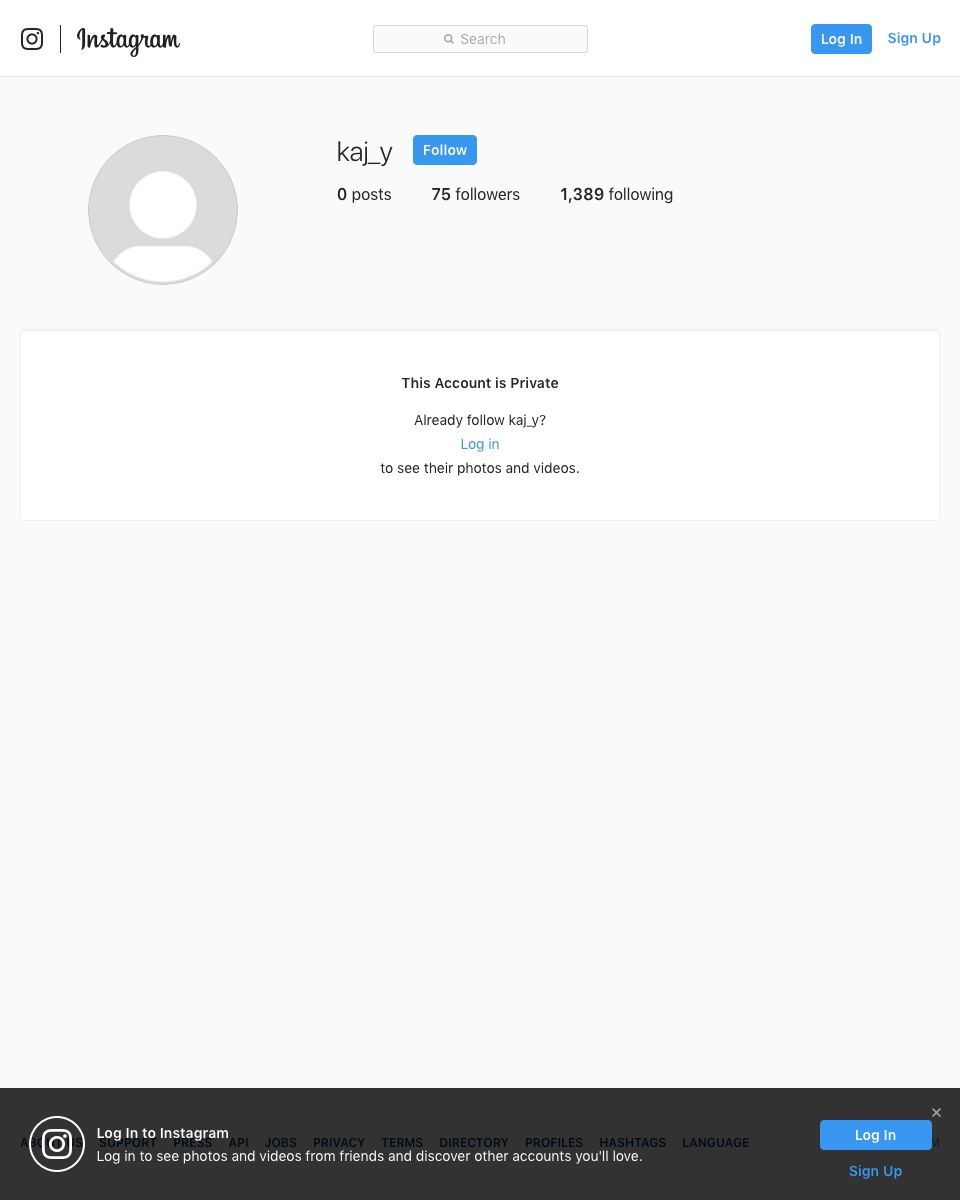 Instagram
Search
Log In
Sign Up
kaj_y
Follow
0 posts
75 followers
1,389 following
This Account is Private
Already follow kaj_y?
Log in
to see their photos and videos.
Log In to Instagram
Log in to see photos and videos from friends and discover other accounts you'll love.
SUPPORT PRESS API JOBS PRIVACY TERMS DIRECTORY PROFILES HASHTAGS LANGUAGE
Log In
Sign Up